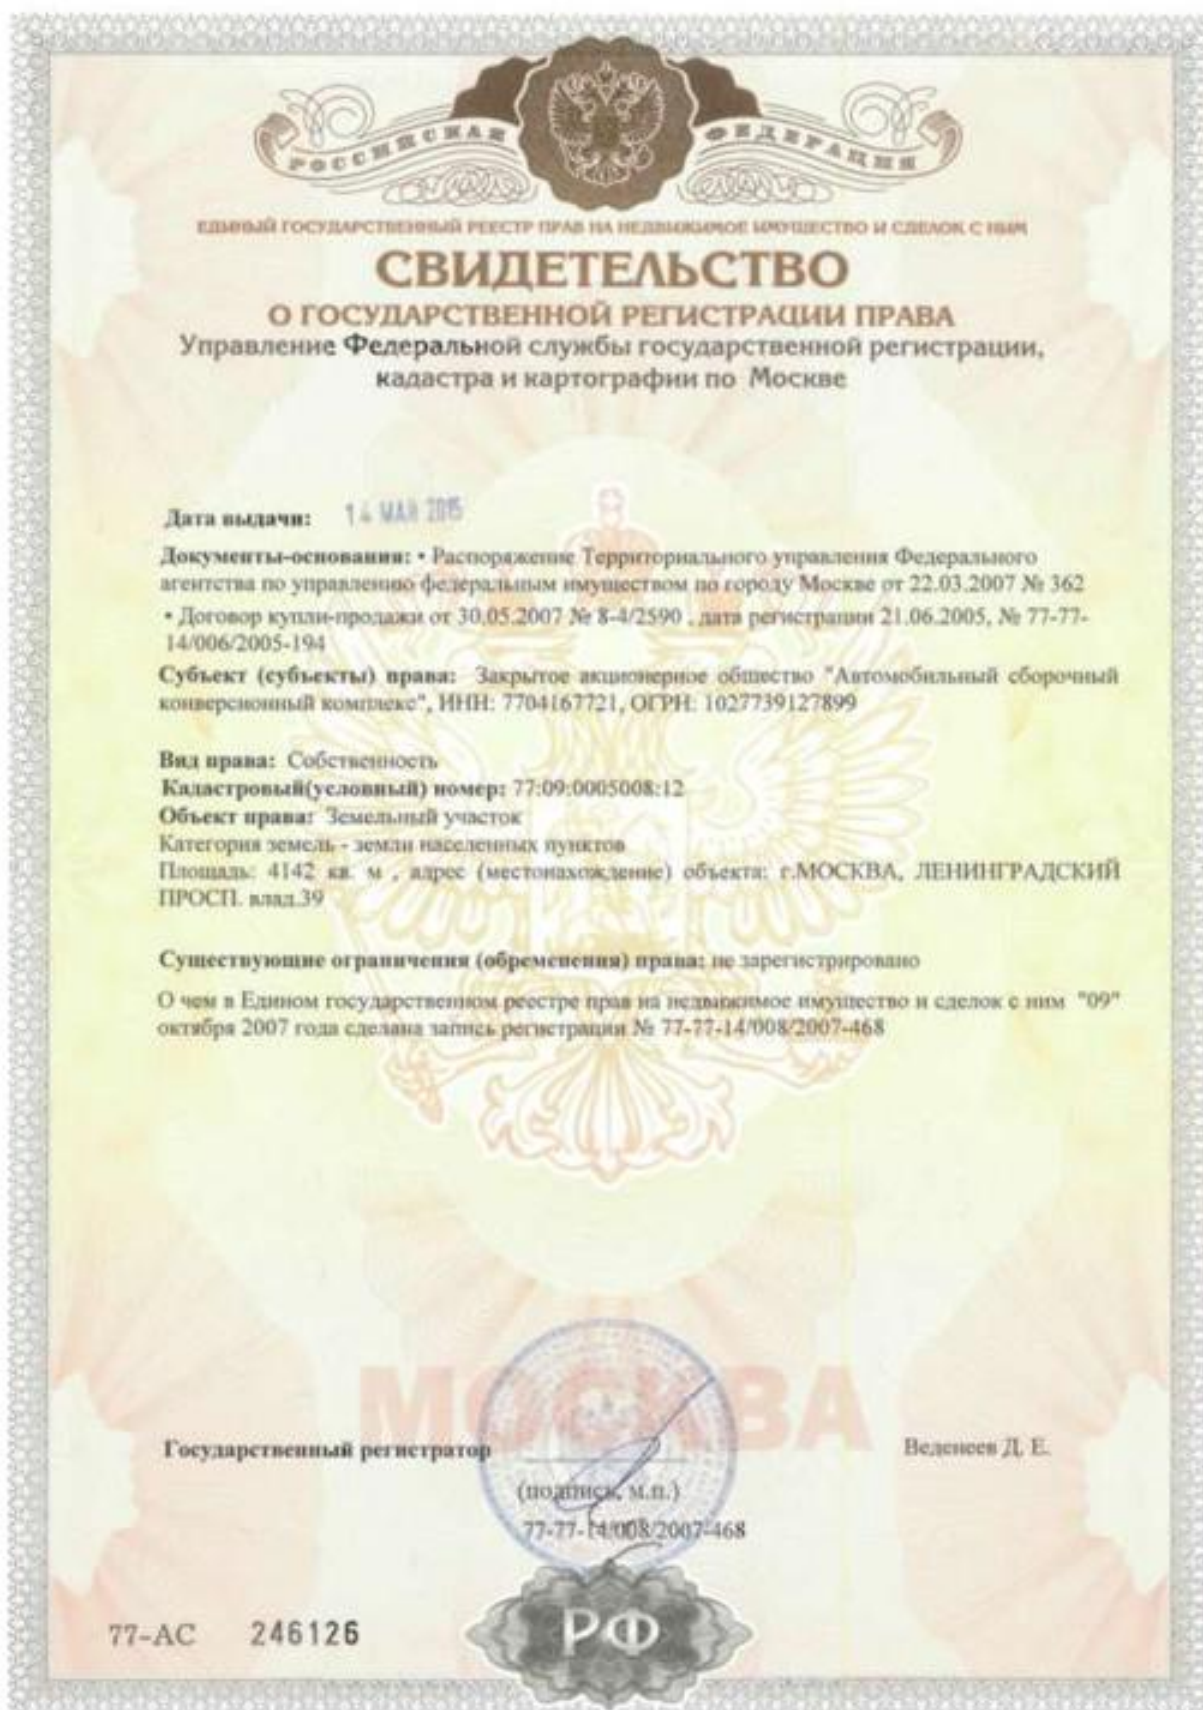 РОССИЙСКАЯ ФЕДЕРАЦИЯ
ЕДИНЫЙ ГОСУДАРСТВЕННЫЙ РЕЕСТР ПРАВ НА НЕДВИЖИМОЕ ИМУЩЕСТВО И СДЕЛОК С НИМ
СВИДЕТЕЛЬСТВО
О ГОСУДАРСТВЕННОЙ РЕГИСТРАЦИИ ПРАВА
Управление Федеральной службы государственной регистрации,
кадастра и картографии по Москве
Дата выдачи: 14 МАЯ 2015
Документы-основания: • Распоряжение Территориального управления Федерального
агентства по управлению федеральным имуществом по городу Москве от 22.03.2007 № 362
• Договор купли-продажи от 30.05.2007 № 8-4/2590 , дата регистрации 21.06.2005, № 77-77-
14/006/2005-194
Субъект (субъекты) права: Закрытое акционерное общество "Автомобильный сборочный
конверсионный комплекс", ИНН: 7704167721, ОГРН: 1027739127899
Вид права: Собственность
Кадастровый(условный) номер: 77:09:0005008:12
Объект права: Земельный участок
Категория земель - земли населенных пунктов
Площадь: 4142 кв. м , адрес (местонахождение) объекта: г.МОСКВА, ЛЕНИНГРАДСКИЙ
ПРОСП. влад.39
Существующие ограничения (обременения) права: не зарегистрировано
О чем в Едином государственном реестре прав на недвижимое имущество и сделок с ним "09"
октября 2007 года сделана запись регистрации № 77-77-14/008/2007-468
МОСКВА
Государственный регистратор Веденеев Д. Е.
(подпись, м.п.)
77-77-14/008/2007-468
77-АС 246126
РФ